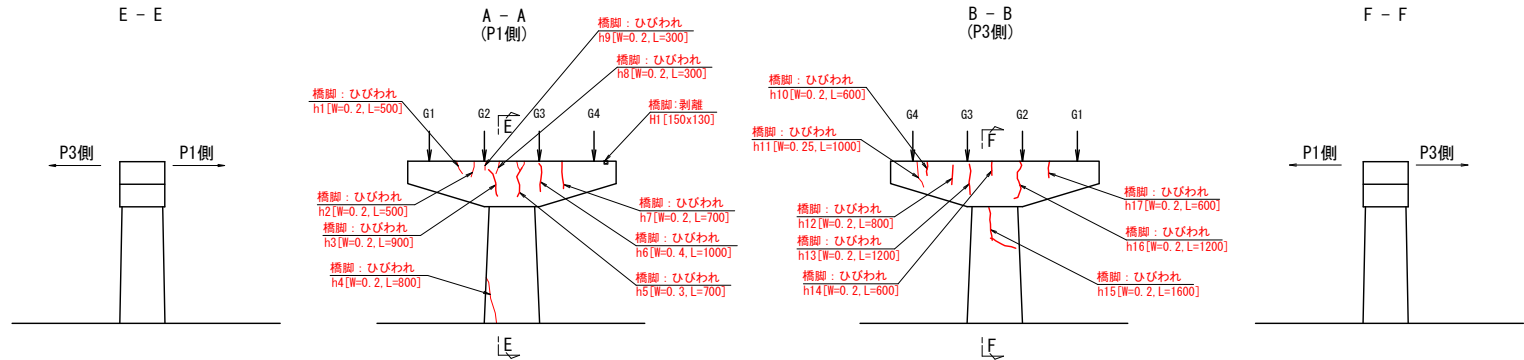 E - E
P3側
P1側
A - A
(P1側)
橋脚：ひびわれ
h9[W=0.2,L=300]
橋脚：ひびわれ
h8[W=0.2,L=300]
橋脚：ひびわれ
h1[W=0.2,L=500]
橋脚:剥離
H1[150x130]
G1
G2
G3
G4
E
橋脚：ひびわれ
h2[W=0.2,L=500]
橋脚：ひびわれ
h3[W=0.2,L=900]
橋脚：ひびわれ
h4[W=0.2,L=800]
橋脚：ひびわれ
h7[W=0.2,L=700]
橋脚：ひびわれ
h6[W=0.4,L=1000]
橋脚：ひびわれ
h5[W=0.3,L=700]
E
B - B
(P3側)
橋脚：ひびわれ
h10[W=0.2,L=600]
G4
G3
G2
G1
橋脚：ひびわれ
h11[W=0.25,L=1000]
F
橋脚：ひびわれ
h12[W=0.2,L=800]
橋脚：ひびわれ
h13[W=0.2,L=1200]
橋脚：ひびわれ
h14[W=0.2,L=600]
橋脚：ひびわれ
h17[W=0.2,L=600]
橋脚：ひびわれ
h16[W=0.2,L=1200]
橋脚：ひびわれ
h15[W=0.2,L=1600]
F
F - F
P1側
P3側